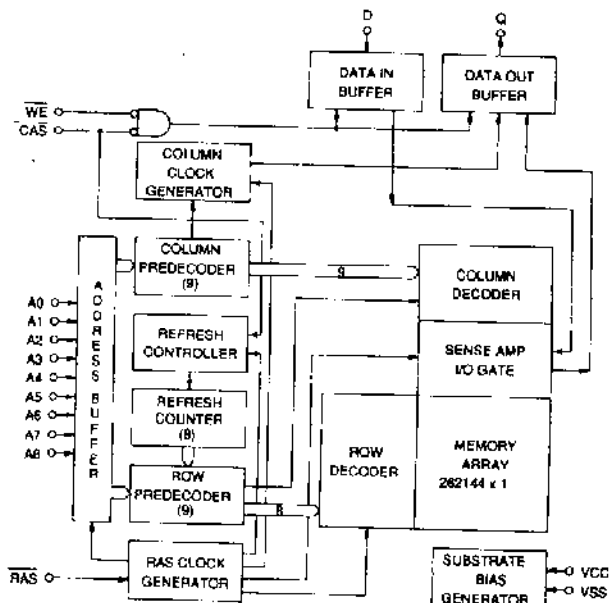 D
Q
DATA IN
BUFFER
DATA OUT
BUFFER
WE
CAS
COLUMN
CLOCK
GENERATOR
COLUMN
PREDECODER
(9)
9
COLUMN
DECODER
ADDRESS BUFFER
A0
A1
A2
A3
A4
A5
A6
A7
A8
REFRESH
CONTROLLER
SENSE AMP
I/O GATE
REFRESH
COUNTER
(8)
ROW
DECODER
MEMORY
ARRAY
262144 x 1
ROW
PREDECODER
(9)
8
RAS
RAS CLOCK
GENERATOR
SUBSTRATE
BIAS
GENERATOR
VCC
VSS